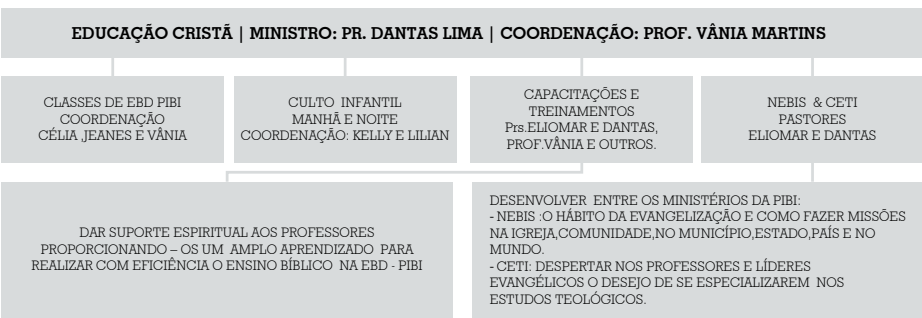 EDUCAÇÃO CRISTÃ | MINISTRO: PR. DANTAS LIMA | COORDENAÇÃO: PROF. VÂNIA MARTINS
CLASSES DE EBD PIBI
COORDENAÇÃO
CÉLIA ,JEANES E VÂNIA
CULTO INFANTIL
MANHÃ E NOITE
COORDENAÇÃO: KELLY E LILIAN
CAPACITAÇÕES E
TREINAMENTOS
Prs.ELIOMAR E DANTAS,
PROF.VÂNIA E OUTROS.
NEBIS & CETI
PASTORES
ELIOMAR E DANTAS
DAR SUPORTE ESPIRITUAL AOS PROFESSORES
PROPORCIONANDO – OS UM AMPLO APRENDIZADO PARA
REALIZAR COM EFICIÊNCIA O ENSINO BÍBLICO NA EBD - PIBI
DESENVOLVER ENTRE OS MINISTÉRIOS DA PIBI:
- NEBIS :O HÁBITO DA EVANGELIZAÇÃO E COMO FAZER MISSÕES
NA IGREJA,COMUNIDADE,NO MUNICÍPIO,ESTADO,PAÍS E NO
MUNDO.
- CETI: DESPERTAR NOS PROFESSORES E LÍDERES
EVANGÉLICOS O DESEJO DE SE ESPECIALIZAREM NOS
ESTUDOS TEOLÓGICOS.